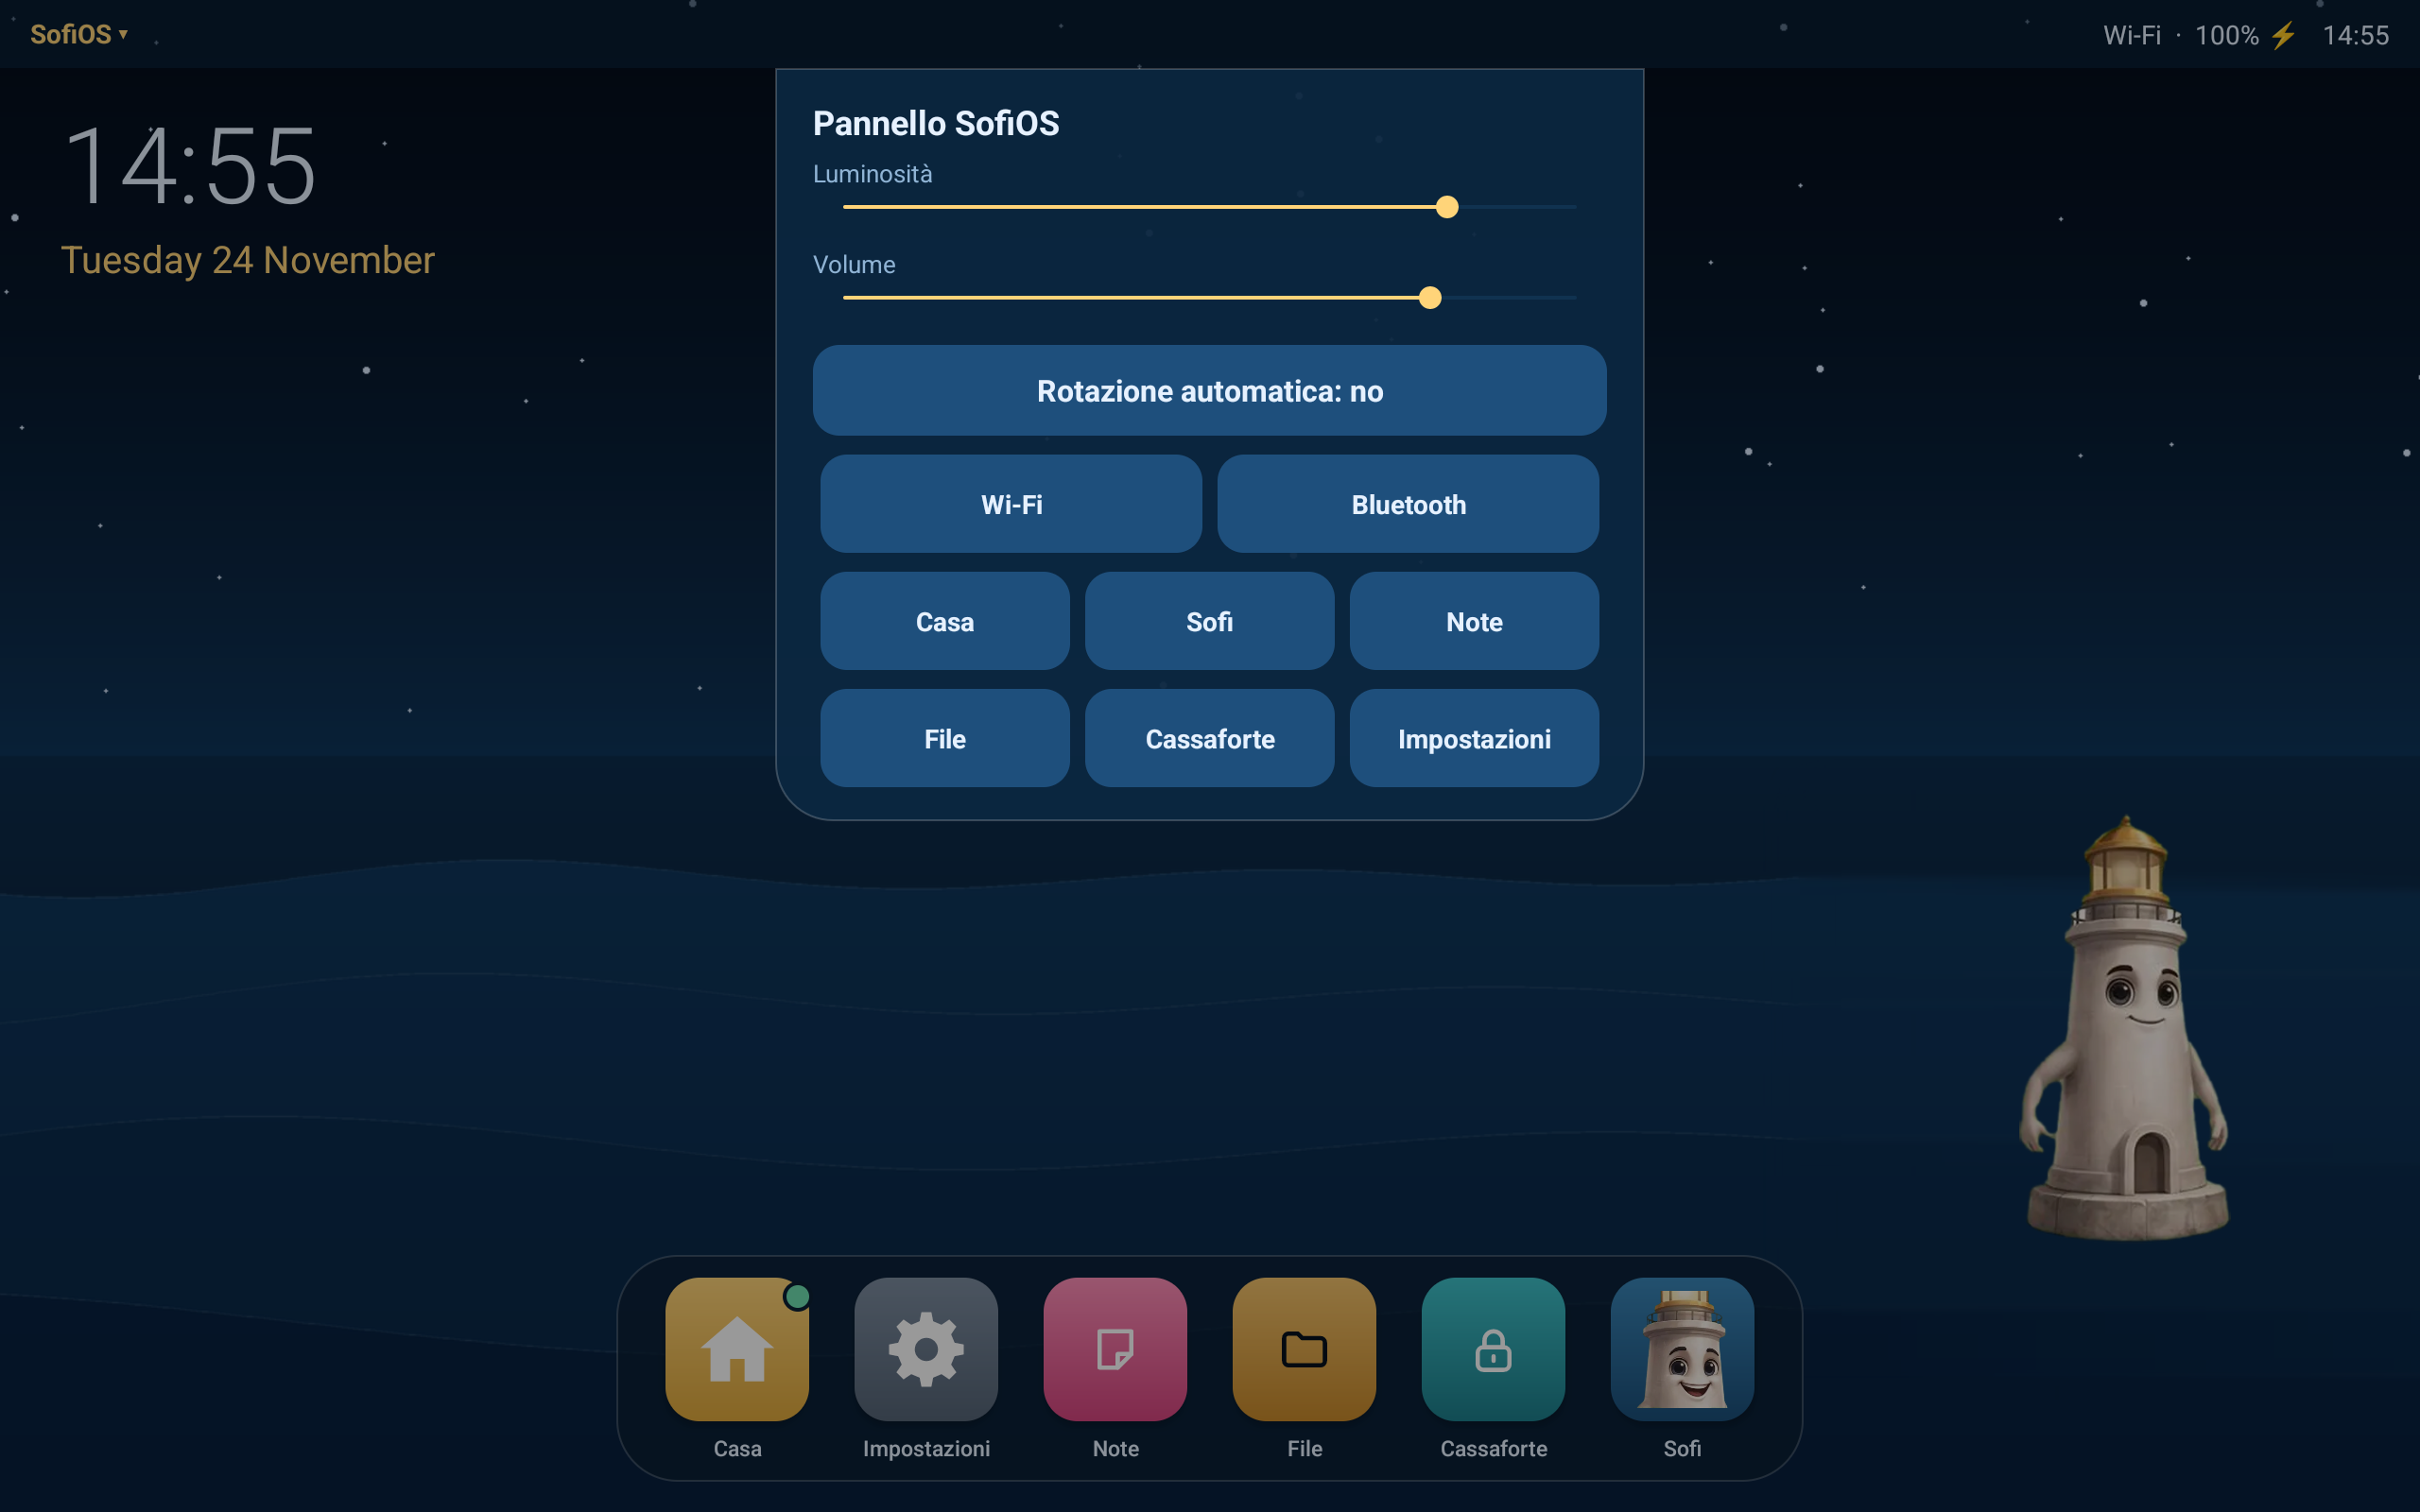 SofiOS ▾
Wi-Fi · 100% ⚡ 14:55
14:55
Tuesday 24 November
Pannello SofiOS
Luminosità
Volume
Rotazione automatica: no
Wi-Fi
Bluetooth
Casa
Sofi
Note
File
Cassaforte
Impostazioni
Casa
Impostazioni
Note
File
Cassaforte
Sofi